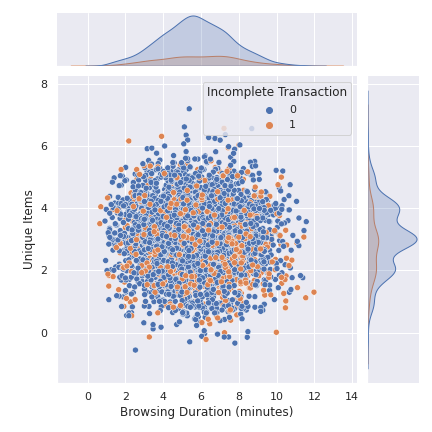 8
6
4
2
0
Unique Items
Incomplete Transaction
0
1
0 2 4 6 8 10 12 14
Browsing Duration (minutes)